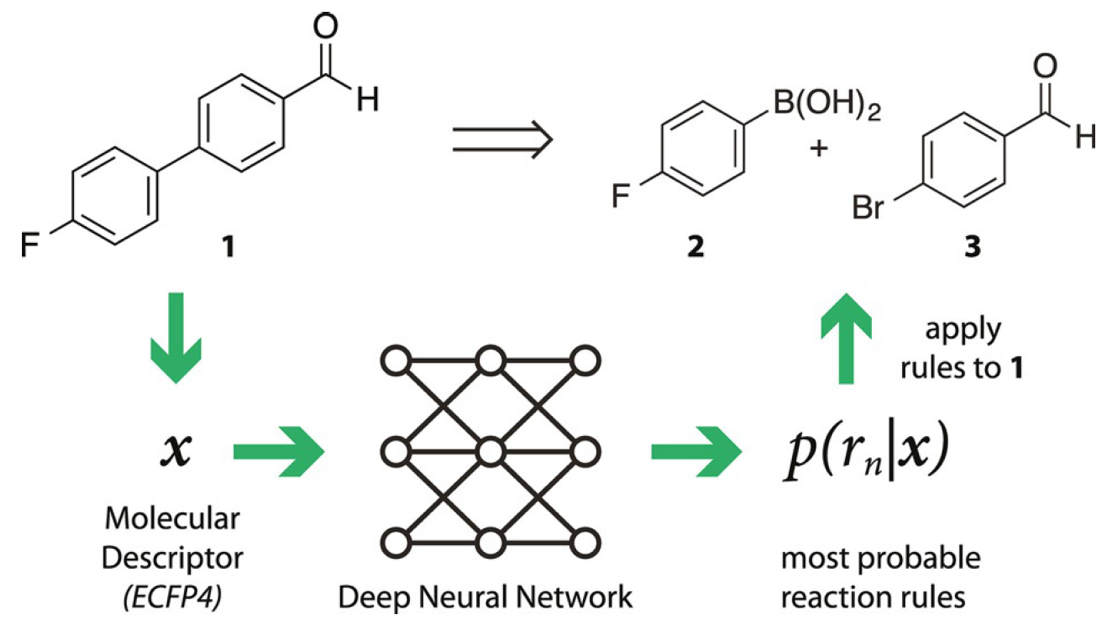 O
H
F
1
B(OH)2
+
F
2
O
H
Br
3
apply
rules to 1
x
p(rn|x)
Molecular
Descriptor
(ECFP4)
Deep Neural Network
most probable
reaction rules